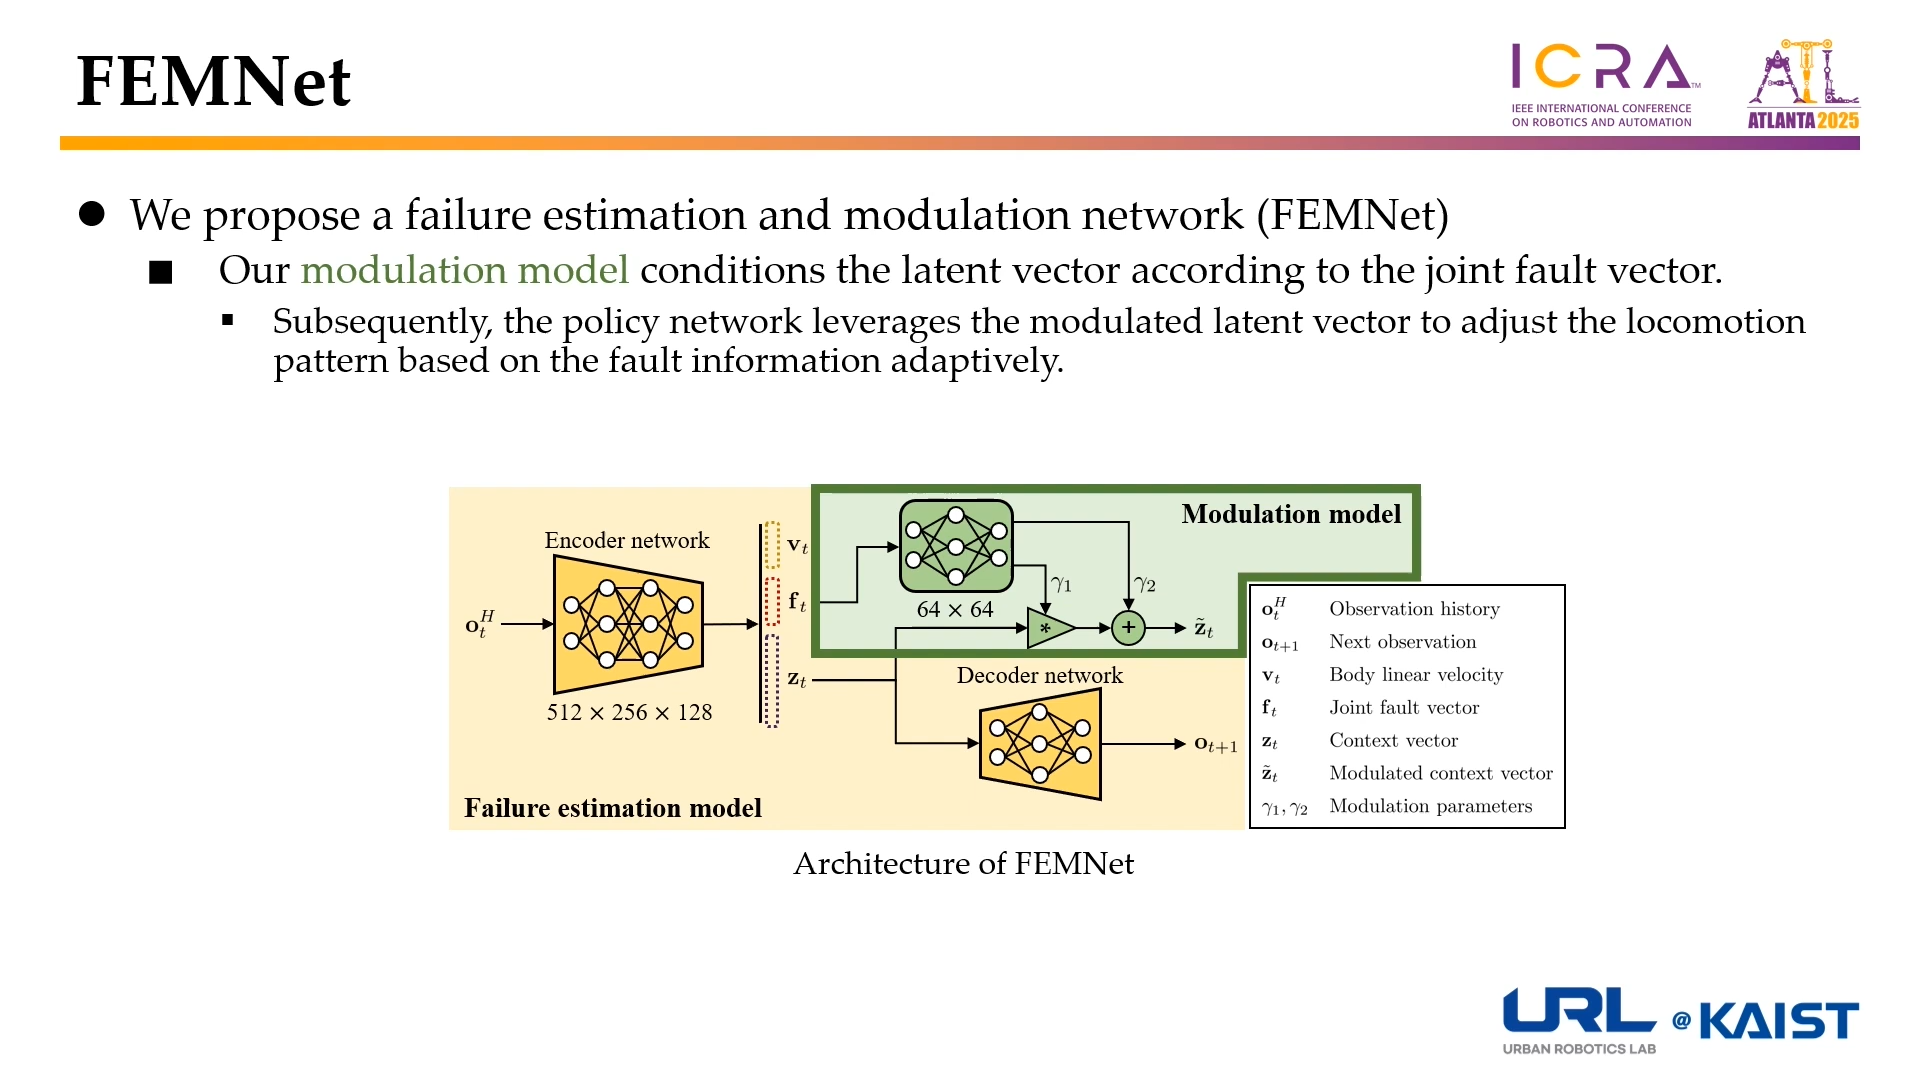 FEMNet
ICRA™
IEEE INTERNATIONAL CONFERENCE
ON ROBOTICS AND AUTOMATION
ATL
ATLANTA 2025
● We propose a failure estimation and modulation network (FEMNet)
■ Our modulation model conditions the latent vector according to the joint fault vector.
▪ Subsequently, the policy network leverages the modulated latent vector to adjust the locomotion
pattern based on the fault information adaptively.
Modulation model
Encoder network
v_t
γ₁
γ₂
f_t
64 × 64
*
+
z̃_t
o_t^H
z_t
Decoder network
512 × 256 × 128
o_{t+1}
Failure estimation model
o_t^H Observation history
o_{t+1} Next observation
v_t Body linear velocity
f_t Joint fault vector
z_t Context vector
z̃_t Modulated context vector
γ₁, γ₂ Modulation parameters
Architecture of FEMNet
URL @ KAIST
URBAN ROBOTICS LAB